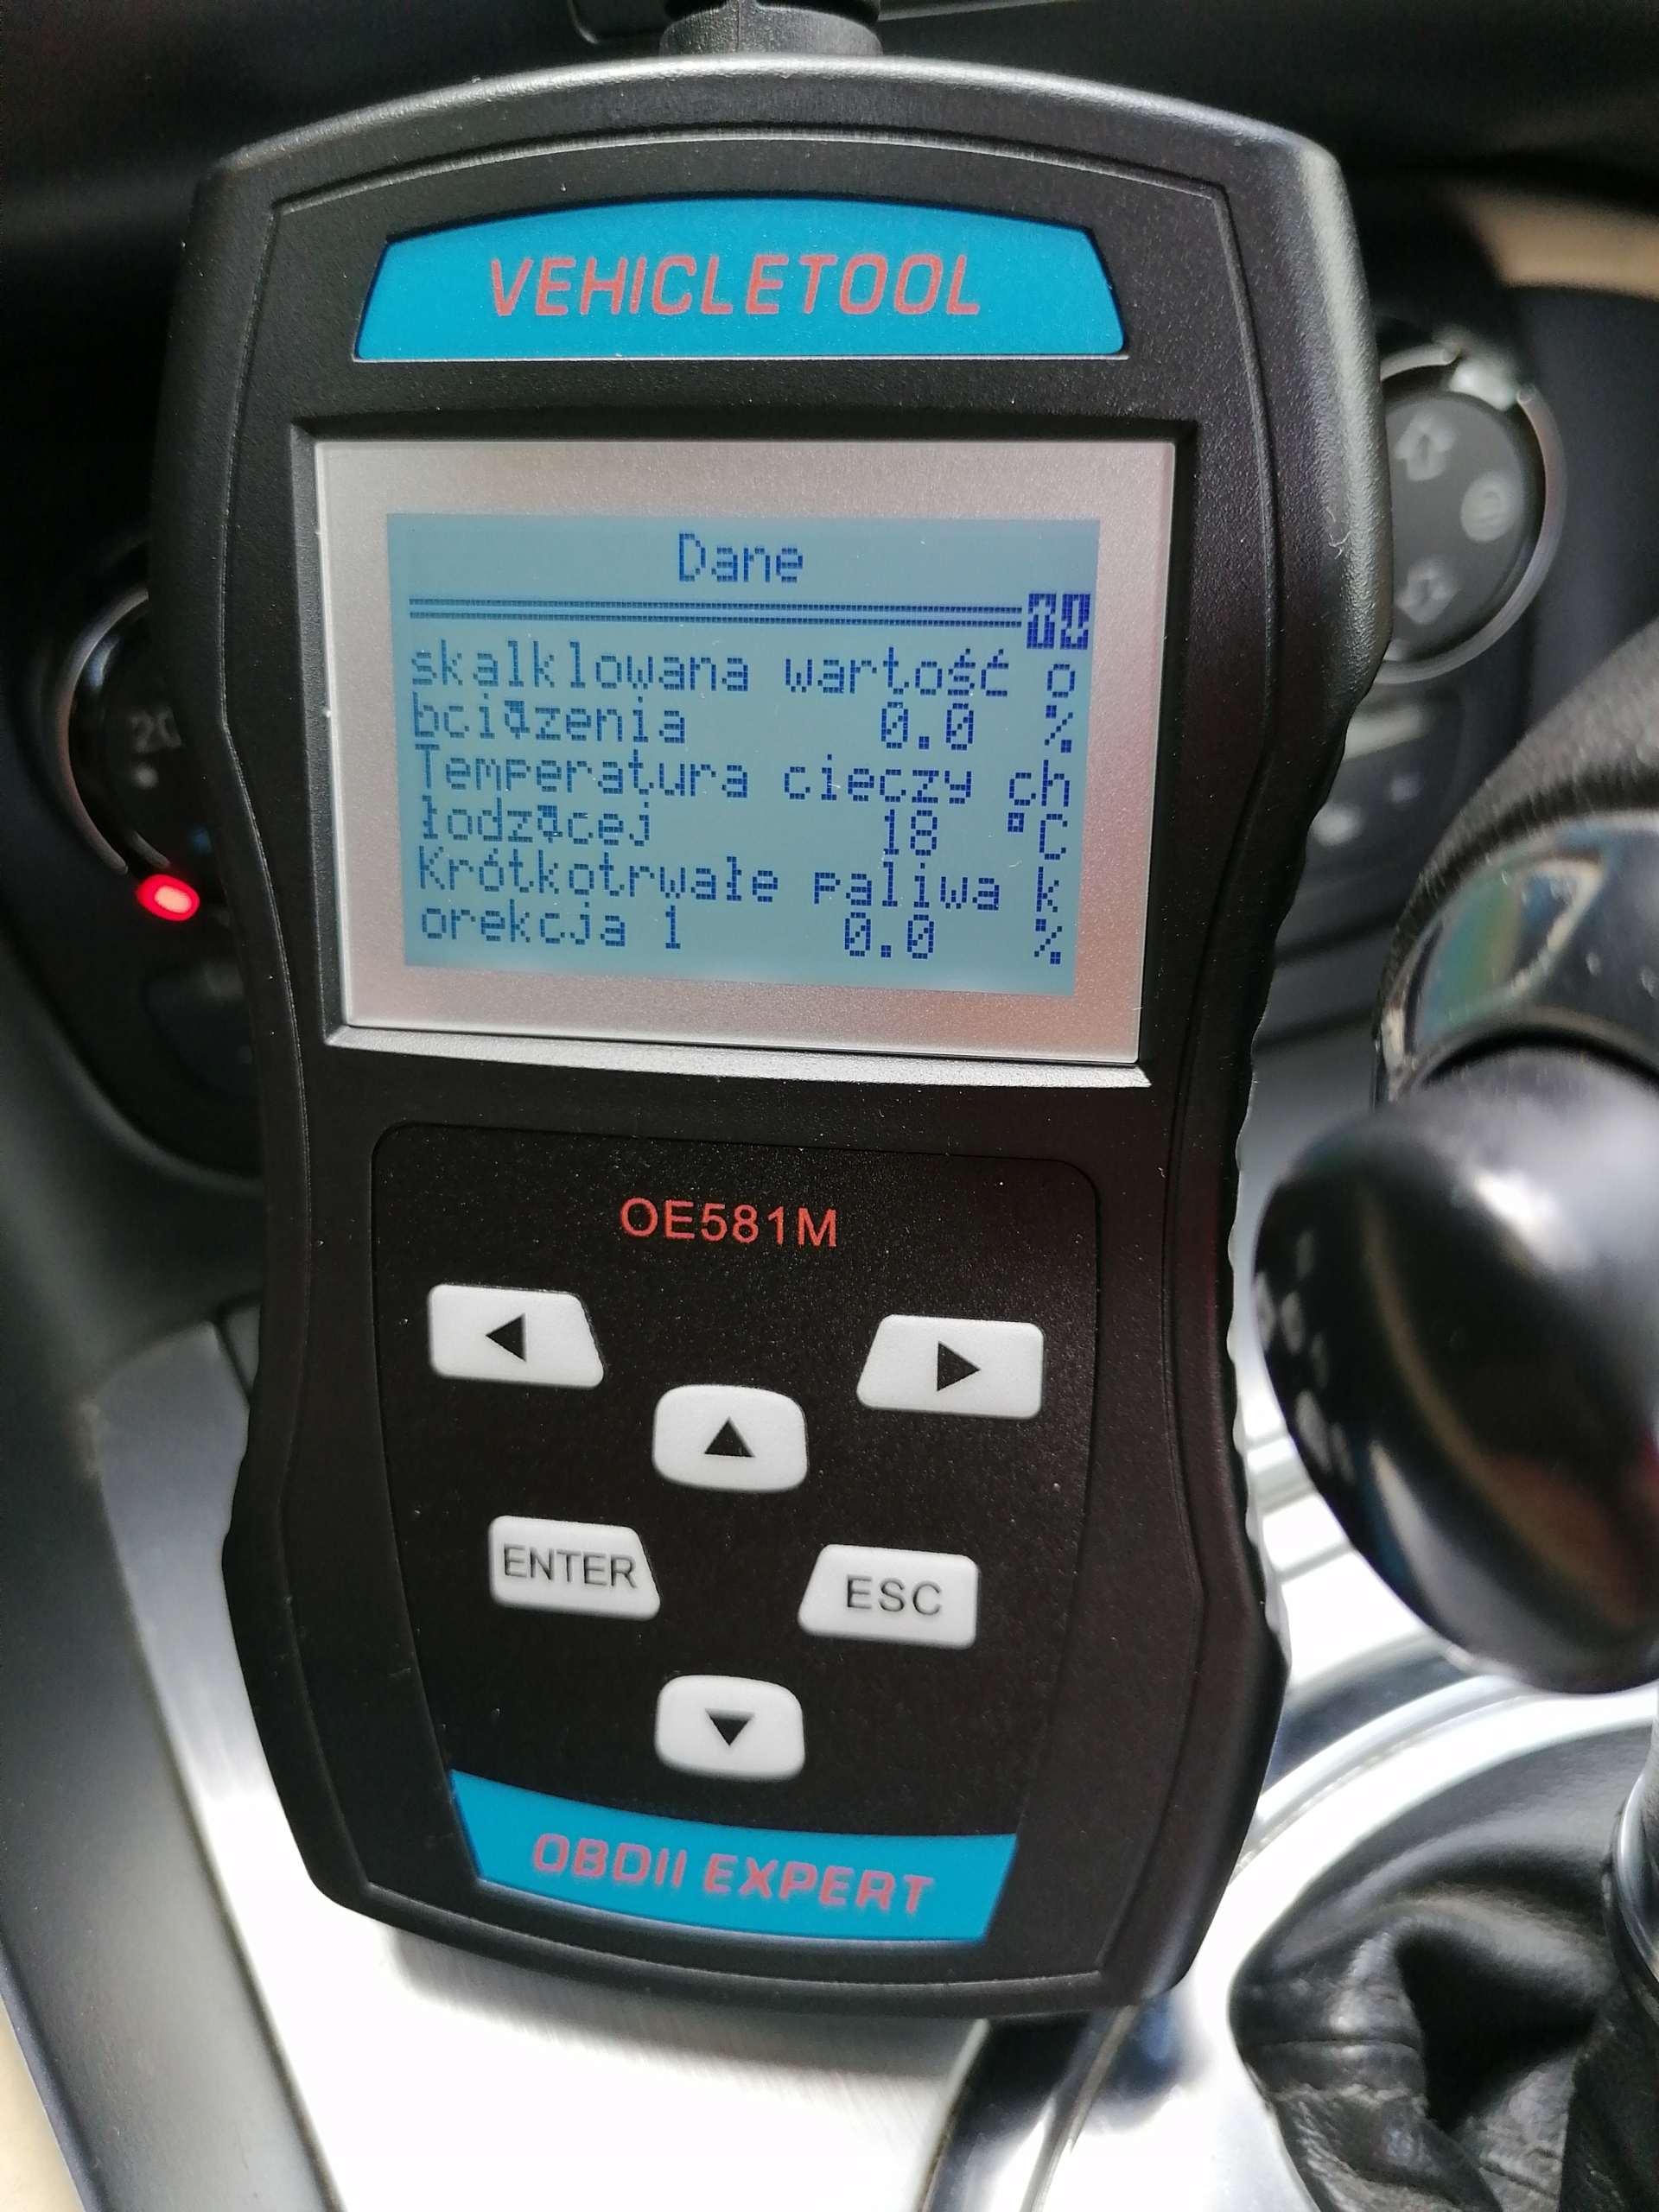 VEHICLETOOL
Dane
skalklowana wartość o
bciązenia 0.0 %
Temperatura cieczy ch
łodzącej 18 °C
Krótkotrwałe paliwa k
orekcja 1 0.0 %
20
OE581M
ENTER
ESC
OBDII EXPERT